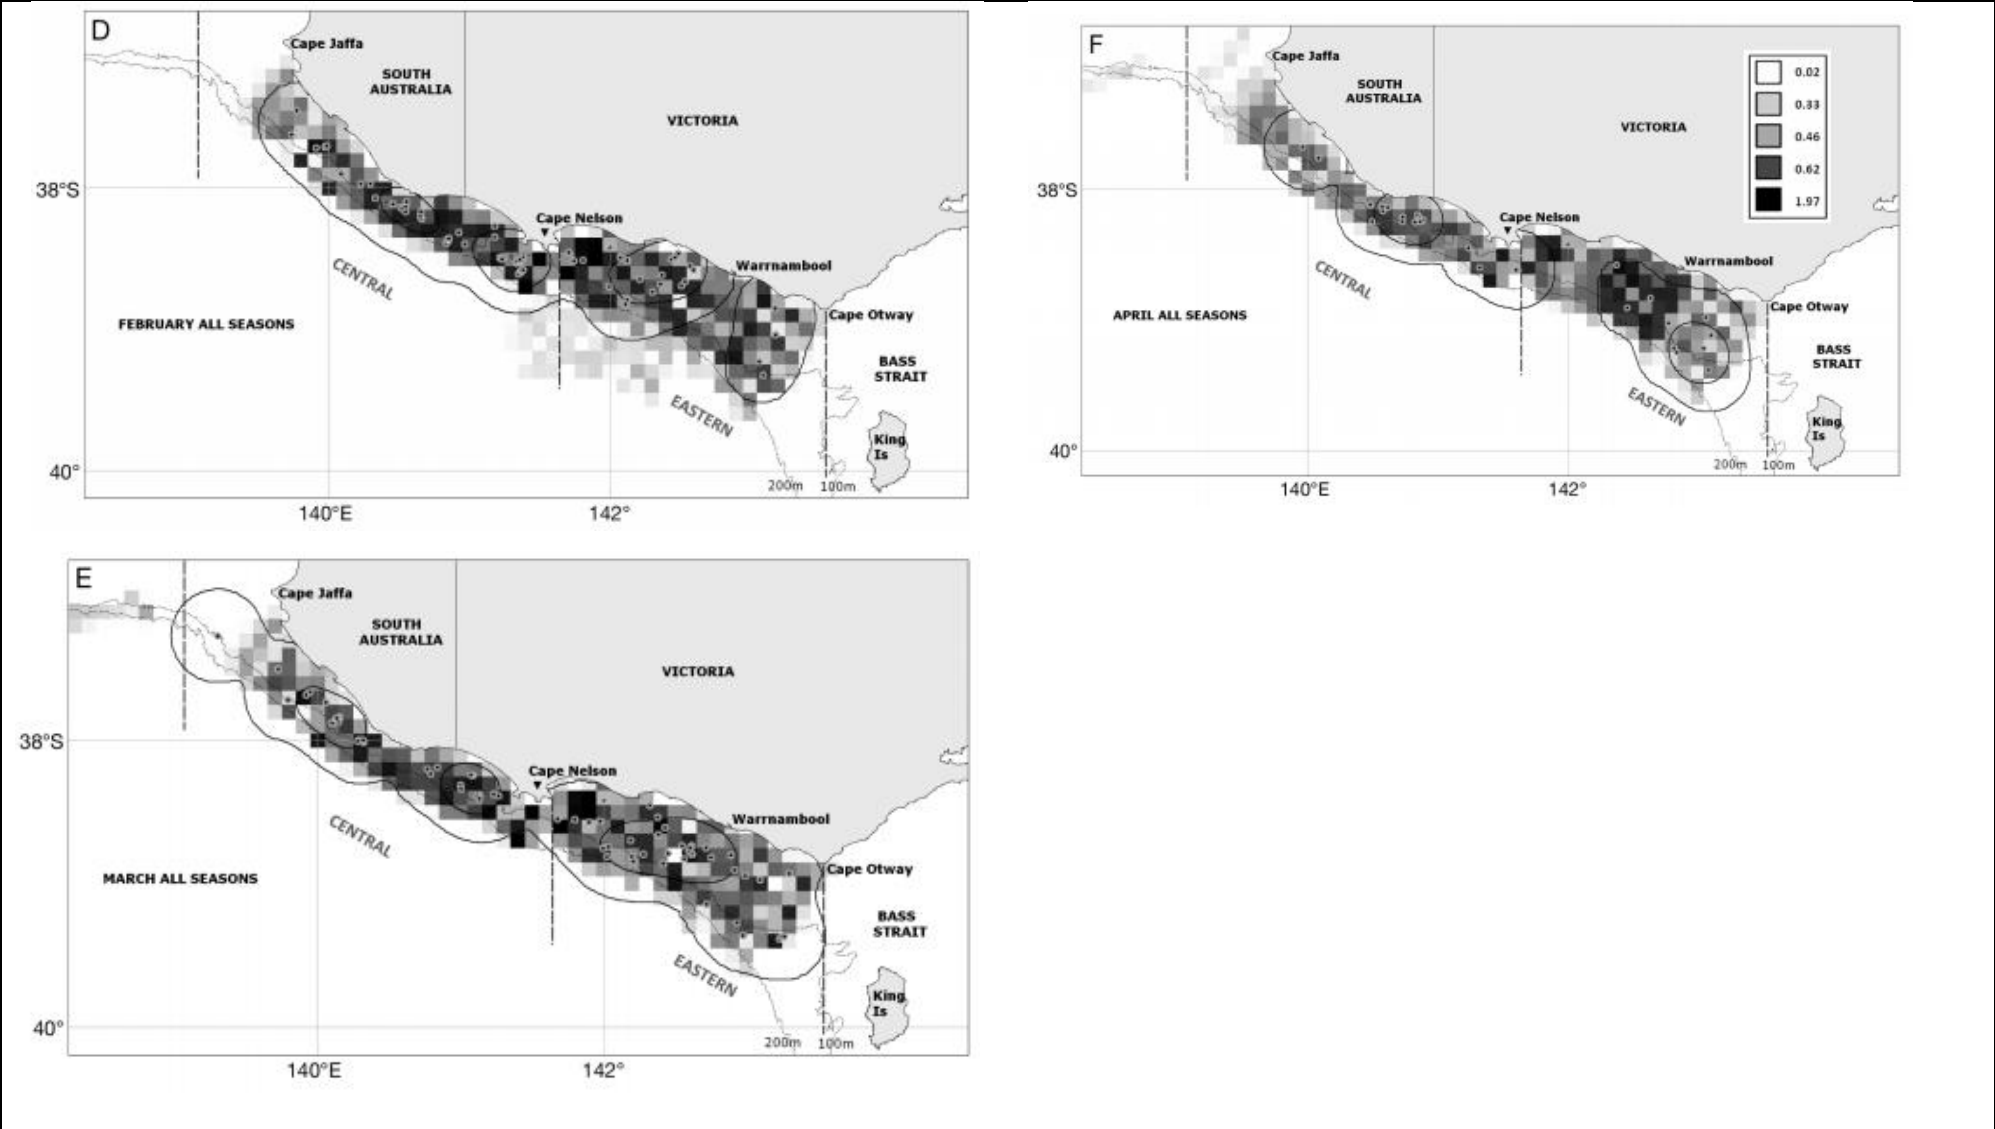 D
Cape Jaffa
SOUTH
AUSTRALIA
VICTORIA
38°S
Cape Nelson
Warrnambool
CENTRAL
Cape Otway
FEBRUARY ALL SEASONS
BASS
STRAIT
EASTERN
King
Is
40°
200m
100m
140°E
142°
F
Cape Jaffa
0.02
SOUTH
AUSTRALIA
0.33
VICTORIA
0.46
0.62
38°S
1.97
Cape Nelson
Warrnambool
CENTRAL
Cape Otway
APRIL ALL SEASONS
BASS
STRAIT
EASTERN
King
Is
40°
200m
100m
140°E
142°
E
Cape Jaffa
SOUTH
AUSTRALIA
VICTORIA
38°S
Cape Nelson
Warrnambool
CENTRAL
Cape Otway
MARCH ALL SEASONS
BASS
STRAIT
EASTERN
King
Is
40°
200m
100m
140°E
142°